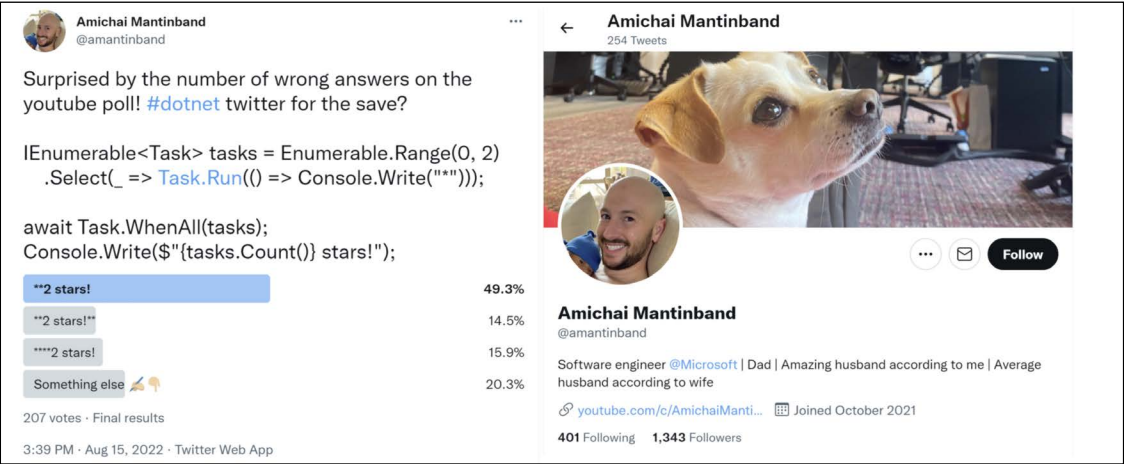 Amichai Mantinband
@amantinband
Surprised by the number of wrong answers on the
youtube poll! #dotnet twitter for the save?
IEnumerable<Task> tasks = Enumerable.Range(0, 2)
.Select(_ => Task.Run(() => Console.Write("*")));
await Task.WhenAll(tasks);
Console.Write($"{tasks.Count()} stars!");
**2 stars! 49.3%
**2 stars!** 14.5%
****2 stars! 15.9%
Something else ✍🏼👇🏼 20.3%
207 votes · Final results
3:39 PM · Aug 15, 2022 · Twitter Web App
Amichai Mantinband
254 Tweets
Follow
Amichai Mantinband
@amantinband
Software engineer @Microsoft | Dad | Amazing husband according to me | Average
husband according to wife
youtube.com/c/AmichaiManti... Joined October 2021
401 Following 1,343 Followers